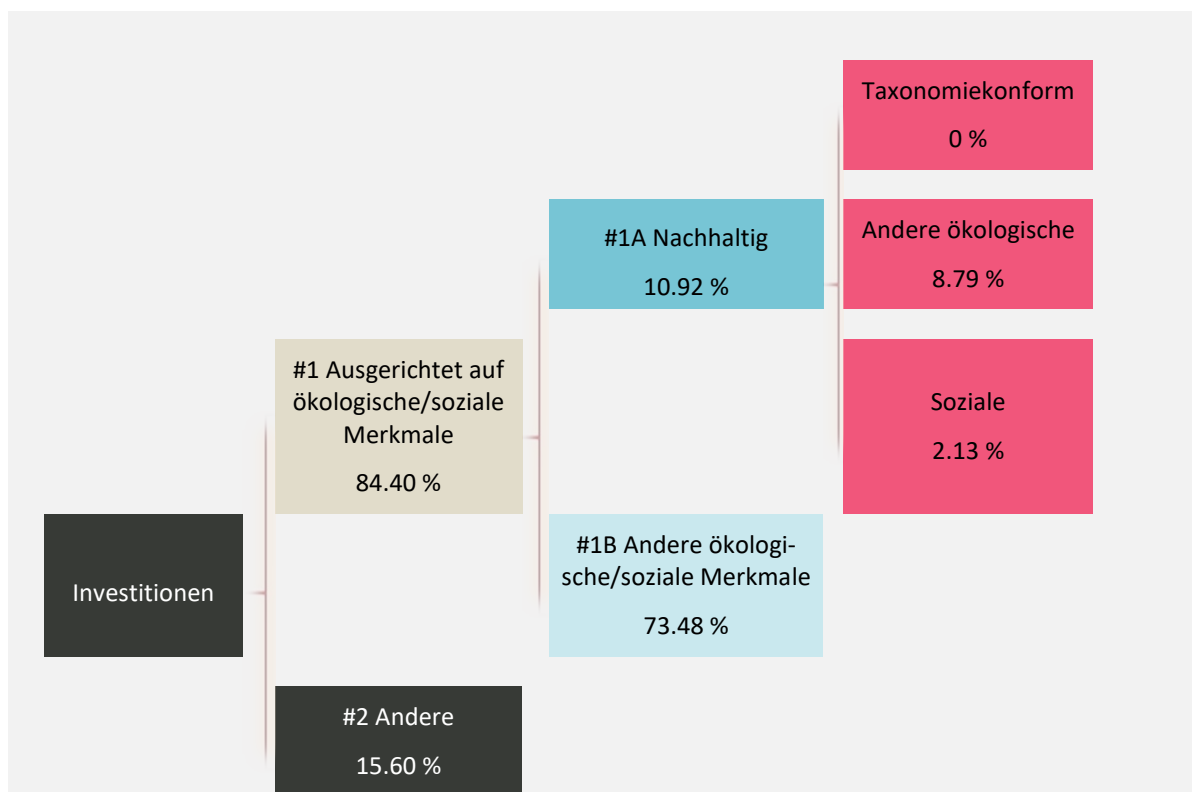 Taxonomiekonform
0 %
#1A Nachhaltig
10.92 %
Andere ökologische
8.79 %
#1 Ausgerichtet auf
ökologische/soziale
Merkmale
84.40 %
Soziale
2.13 %
Investitionen
#1B Andere ökologi-
sche/soziale Merkmale
73.48 %
#2 Andere
15.60 %